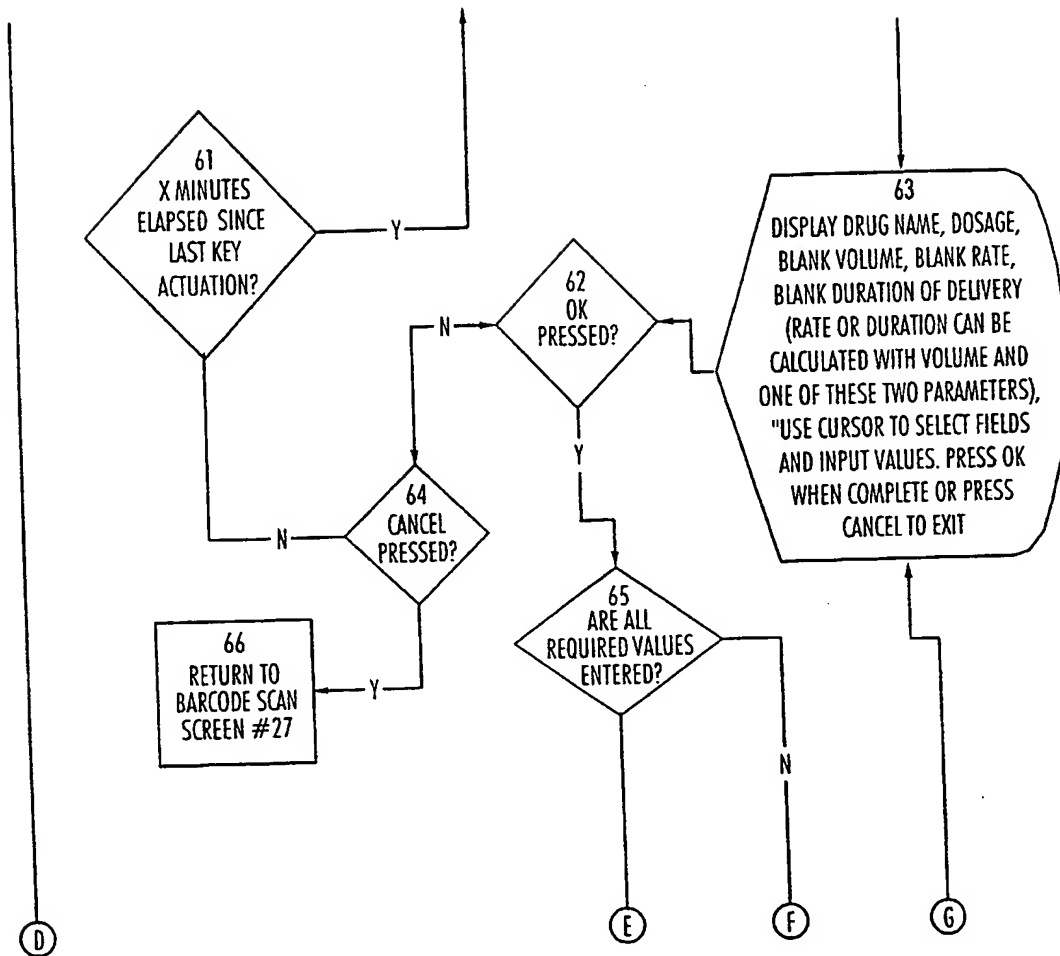 61
X MINUTES
ELAPSED SINCE
LAST KEY
ACTUATION?
Y
62
OK
PRESSED?
N
Y
63
DISPLAY DRUG NAME, DOSAGE,
BLANK VOLUME, BLANK RATE,
BLANK DURATION OF DELIVERY
(RATE OR DURATION CAN BE
CALCULATED WITH VOLUME AND
ONE OF THESE TWO PARAMETERS),
"USE CURSOR TO SELECT FIELDS
AND INPUT VALUES. PRESS OK
WHEN COMPLETE OR PRESS
CANCEL TO EXIT
64
CANCEL
PRESSED?
N
Y
65
ARE ALL
REQUIRED VALUES
ENTERED?
N
66
RETURN TO
BARCODE SCAN
SCREEN #27
D
E
F
G